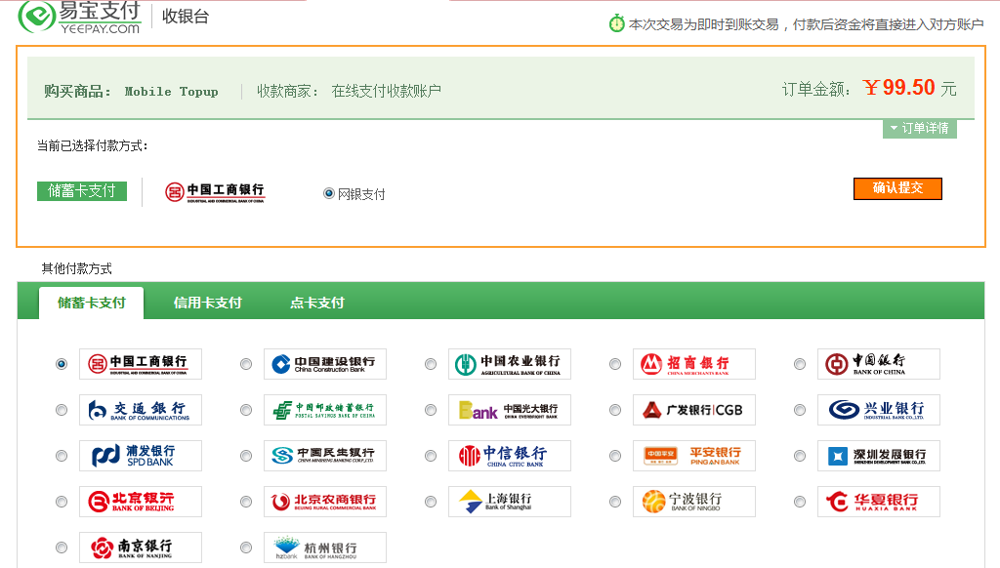 易宝支付 收银台
YEEPAY.COM
本次交易为即时到账交易，付款后资金将直接进入对方账户
购买商品： Mobile Topup 收款商家： 在线支付收款账户 订单金额： ￥99.50 元
订单详情
当前已选择付款方式：
储蓄卡支付 中国工商银行 网银支付 确认提交
INDUSTRIAL AND COMMERCIAL BANK OF CHINA
其他付款方式
储蓄卡支付 信用卡支付 点卡支付
中国工商银行 中国建设银行 中国农业银行 招商银行 中国银行
INDUSTRIAL AND COMMERCIAL BANK OF CHINA China Construction Bank AGRICULTURAL BANK OF CHINA CHINA MERCHANTS BANK BANK OF CHINA
交通银行 中国邮政储蓄银行 Bank 中国光大银行 广发银行|CGB 兴业银行
BANK OF COMMUNICATIONS POSTAL SAVINGS BANK OF CHINA CHINA EVERBRIGHT BANK INDUSTRIAL BANK CO.,LTD.
浦发银行 中国民生银行 中信银行 中国平安 平安银行 深圳发展银行
SPD BANK CHINA MINSHENG BANKING CORP.,LTD. CHINA CITIC BANK PINGAN BANK SHENZHEN DEVELOPMENT BANK CO.,LTD.
北京银行 北京农商银行 上海银行 宁波银行 华夏银行
BANK OF BEIJING BEIJING RURAL COMMERCIAL BANK Bank of Shanghai BANK OF NINGBO HUAXIA BANK
南京银行 杭州银行
BANK OF NANJING hzbank BANK OF HANGZHOU